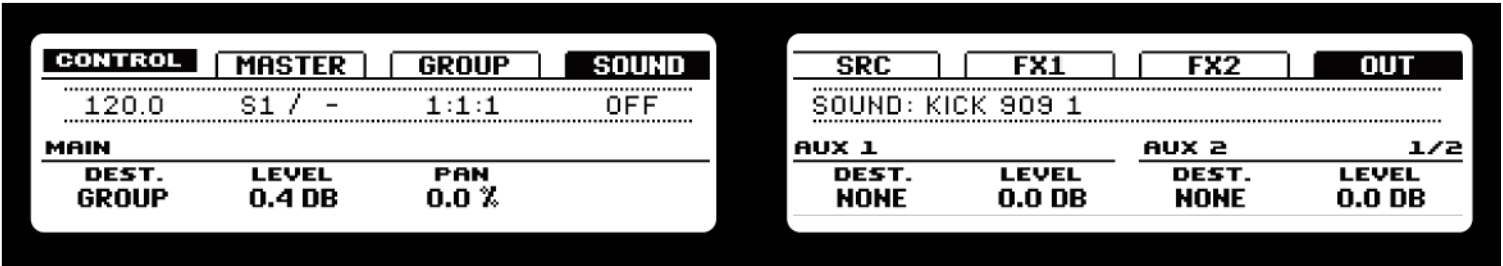 CONTROL MASTER GROUP SOUND
120.0 S1 / - 1:1:1 OFF
MAIN
DEST. LEVEL PAN
GROUP 0.4 DB 0.0 %
SRC FX1 FX2 OUT
SOUND: KICK 909 1
AUX 1 AUX 2 1/2
DEST. LEVEL DEST. LEVEL
NONE 0.0 DB NONE 0.0 DB